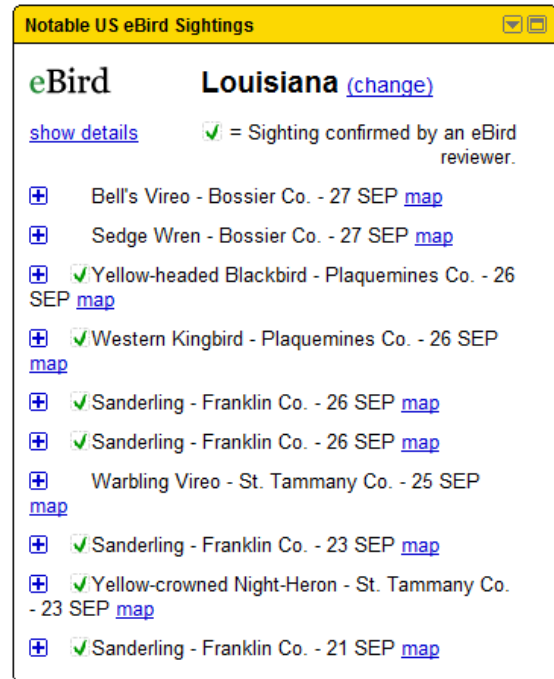 Notable US eBird Sightings
eBird Louisiana (change)
show details = Sighting confirmed by an eBird
reviewer.
Bell's Vireo - Bossier Co. - 27 SEP map
Sedge Wren - Bossier Co. - 27 SEP map
Yellow-headed Blackbird - Plaquemines Co. - 26
SEP map
Western Kingbird - Plaquemines Co. - 26 SEP
map
Sanderling - Franklin Co. - 26 SEP map
Sanderling - Franklin Co. - 26 SEP map
Warbling Vireo - St. Tammany Co. - 25 SEP
map
Sanderling - Franklin Co. - 23 SEP map
Yellow-crowned Night-Heron - St. Tammany Co.
- 23 SEP map
Sanderling - Franklin Co. - 21 SEP map